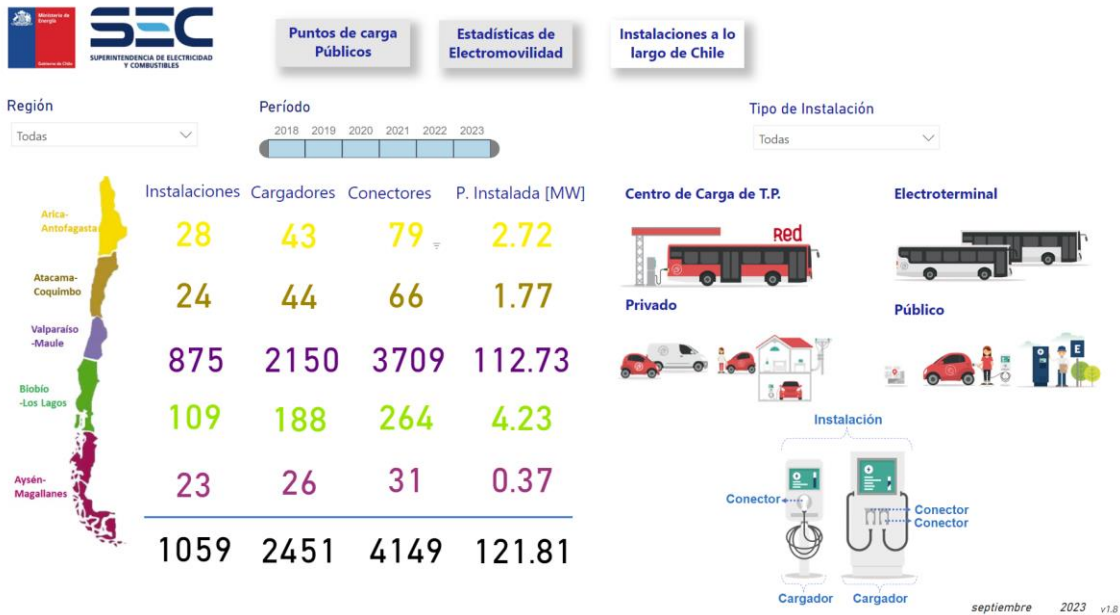 Ministerio de
Energía
Gobierno de Chile
SEC
SUPERINTENDENCIA DE ELECTRICIDAD
Y COMBUSTIBLES
Puntos de carga
Públicos
Estadísticas de
Electromovilidad
Instalaciones a lo
largo de Chile
Región
Todas
Período
2018 2019 2020 2021 2022 2023
Tipo de Instalación
Todas
Instalaciones Cargadores Conectores P. Instalada [MW]
Arica-
Antofagasta
28 43 79 2.72
Atacama-
Coquimbo
24 44 66 1.77
Valparaíso
-Maule
875 2150 3709 112.73
Biobío
-Los Lagos
109 188 264 4.23
Aysén-
Magallanes
23 26 31 0.37
1059 2451 4149 121.81
Centro de Carga de T.P.
Red
Electroterminal
Privado
Público
E
Instalación
Conector
Conector
Conector
Cargador Cargador
septiembre 2023 v1.8